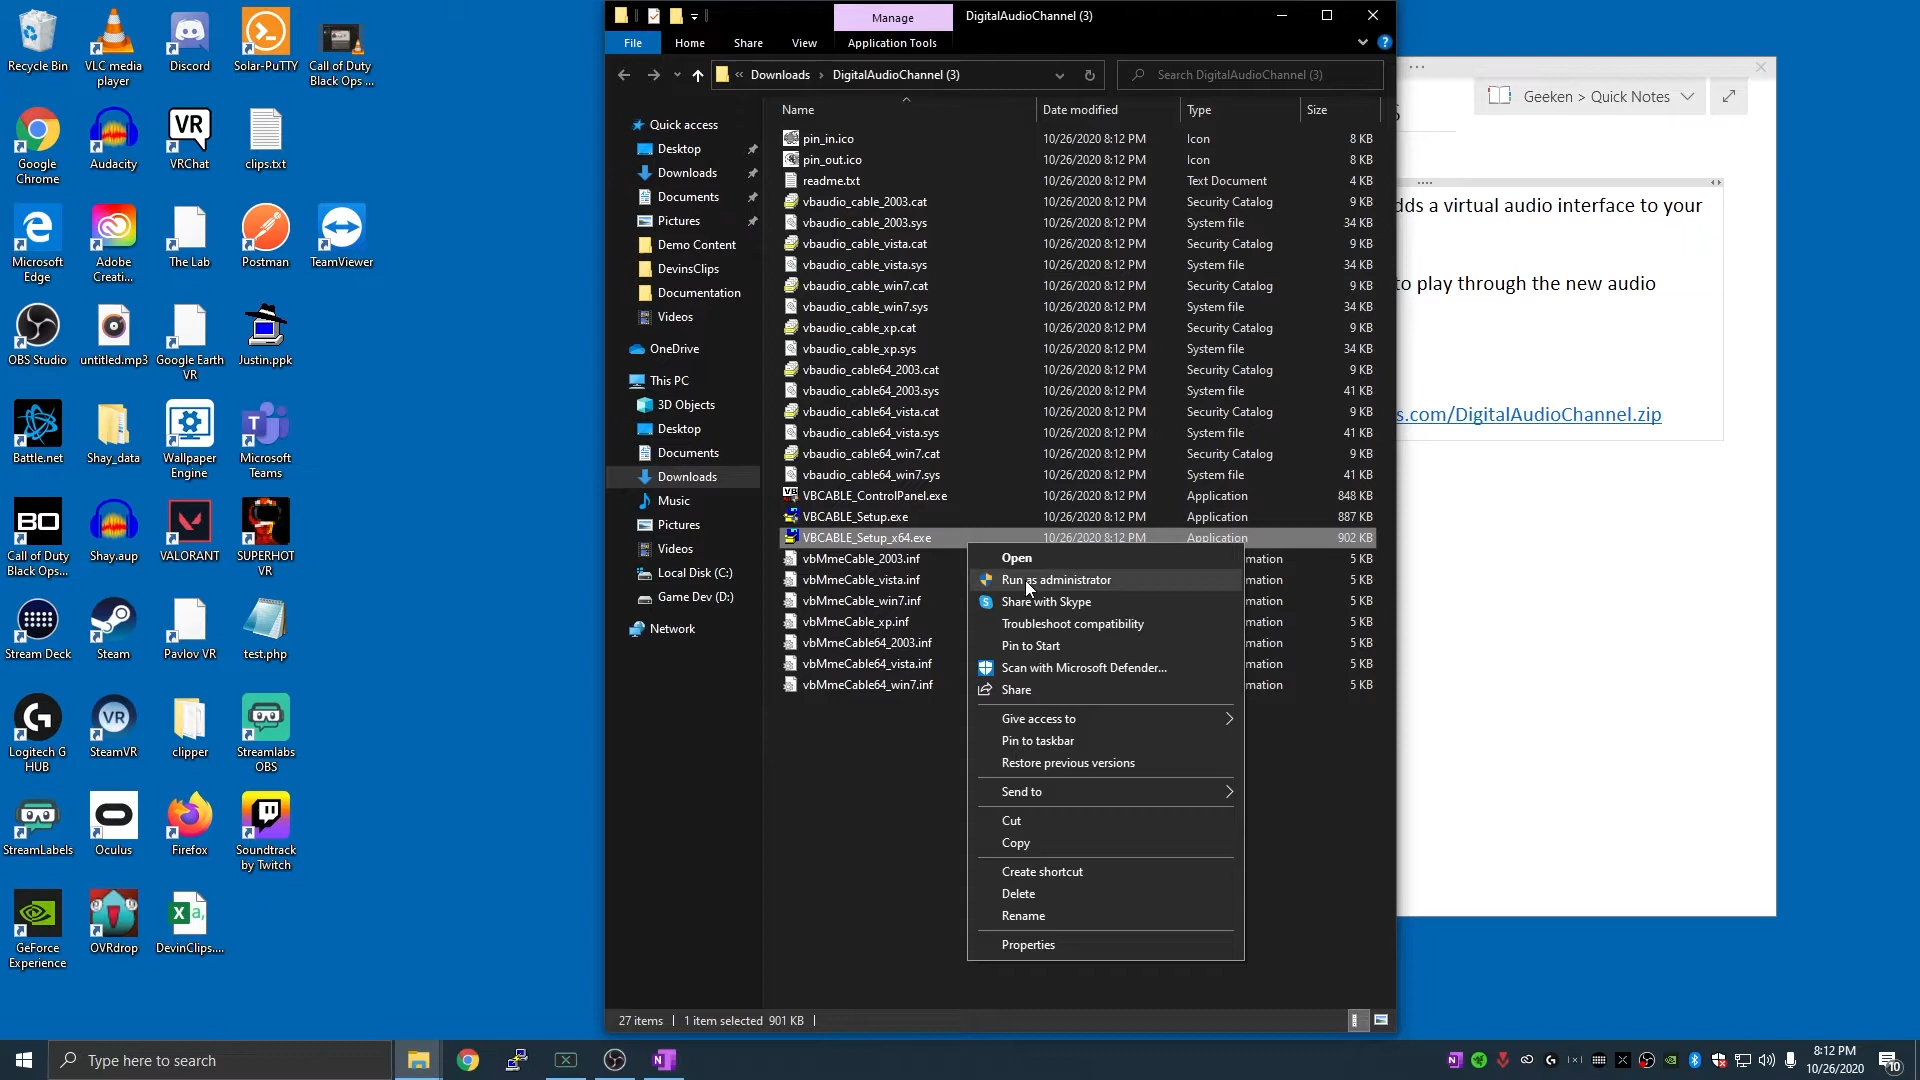 Recycle Bin
VLC media
player
Discord
Solar-PuTTY
Call of Duty
Black Ops ...
Google
Chrome
Audacity
VR
VRChat
clips.txt
Microsoft
Edge
Adobe
Creati...
The Lab
Postman
TeamViewer
OBS Studio
untitled.mp3
Google Earth
VR
Justin.ppk
Battle.net
Shay_data
Wallpaper
Engine
Microsoft
Teams
BO
Call of Duty
Black Ops...
Shay.aup
VALORANT
SUPERHOT
VR
Stream Deck
Steam
Pavlov VR
test.php
Logitech G
HUB
VR
SteamVR
clipper
Streamlabs
OBS
StreamLabels
Oculus
Firefox
Soundtrack
by Twitch
GeForce
Experience
OVRdrop
DevinClips....
Manage
DigitalAudioChannel (3)
File
Home
Share
View
Application Tools
Downloads
DigitalAudioChannel (3)
Search DigitalAudioChannel (3)
Quick access
Desktop
Downloads
Documents
Pictures
Demo Content
DevinsClips
Documentation
Videos
OneDrive
This PC
3D Objects
Desktop
Documents
Downloads
Music
Pictures
Videos
Local Disk (C:)
Game Dev (D:)
Network
Name Date modified Type Size
pin_in.ico 10/26/2020 8:12 PM Icon 8 KB
pin_out.ico 10/26/2020 8:12 PM Icon 8 KB
readme.txt 10/26/2020 8:12 PM Text Document 4 KB
vbaudio_cable_2003.cat 10/26/2020 8:12 PM Security Catalog 9 KB
vbaudio_cable_2003.sys 10/26/2020 8:12 PM System file 34 KB
vbaudio_cable_vista.cat 10/26/2020 8:12 PM Security Catalog 9 KB
vbaudio_cable_vista.sys 10/26/2020 8:12 PM System file 34 KB
vbaudio_cable_win7.cat 10/26/2020 8:12 PM Security Catalog 9 KB
vbaudio_cable_win7.sys 10/26/2020 8:12 PM System file 34 KB
vbaudio_cable_xp.cat 10/26/2020 8:12 PM Security Catalog 9 KB
vbaudio_cable_xp.sys 10/26/2020 8:12 PM System file 34 KB
vbaudio_cable64_2003.cat 10/26/2020 8:12 PM Security Catalog 9 KB
vbaudio_cable64_2003.sys 10/26/2020 8:12 PM System file 41 KB
vbaudio_cable64_vista.cat 10/26/2020 8:12 PM Security Catalog 9 KB
vbaudio_cable64_vista.sys 10/26/2020 8:12 PM System file 41 KB
vbaudio_cable64_win7.cat 10/26/2020 8:12 PM Security Catalog 9 KB
vbaudio_cable64_win7.sys 10/26/2020 8:12 PM System file 41 KB
VBCABLE_ControlPanel.exe 10/26/2020 8:12 PM Application 848 KB
VBCABLE_Setup.exe 10/26/2020 8:12 PM Application 887 KB
VBCABLE_Setup_x64.exe 10/26/2020 8:12 PM Application 902 KB
vbMmeCable_2003.inf mation 5 KB
vbMmeCable_vista.inf mation 5 KB
vbMmeCable_win7.inf mation 5 KB
vbMmeCable_xp.inf mation 5 KB
vbMmeCable64_2003.inf mation 5 KB
vbMmeCable64_vista.inf mation 5 KB
vbMmeCable64_win7.inf mation 5 KB
Open
Run as administrator
Share with Skype
Troubleshoot compatibility
Pin to Start
Scan with Microsoft Defender...
Share
Give access to
Pin to taskbar
Restore previous versions
Send to
Cut
Copy
Create shortcut
Delete
Rename
Properties
27 items 1 item selected 901 KB
Geeken > Quick Notes
dds a virtual audio interface to your
to play through the new audio
s.com/DigitalAudioChannel.zip
Type here to search
8:12 PM
10/26/2020
10